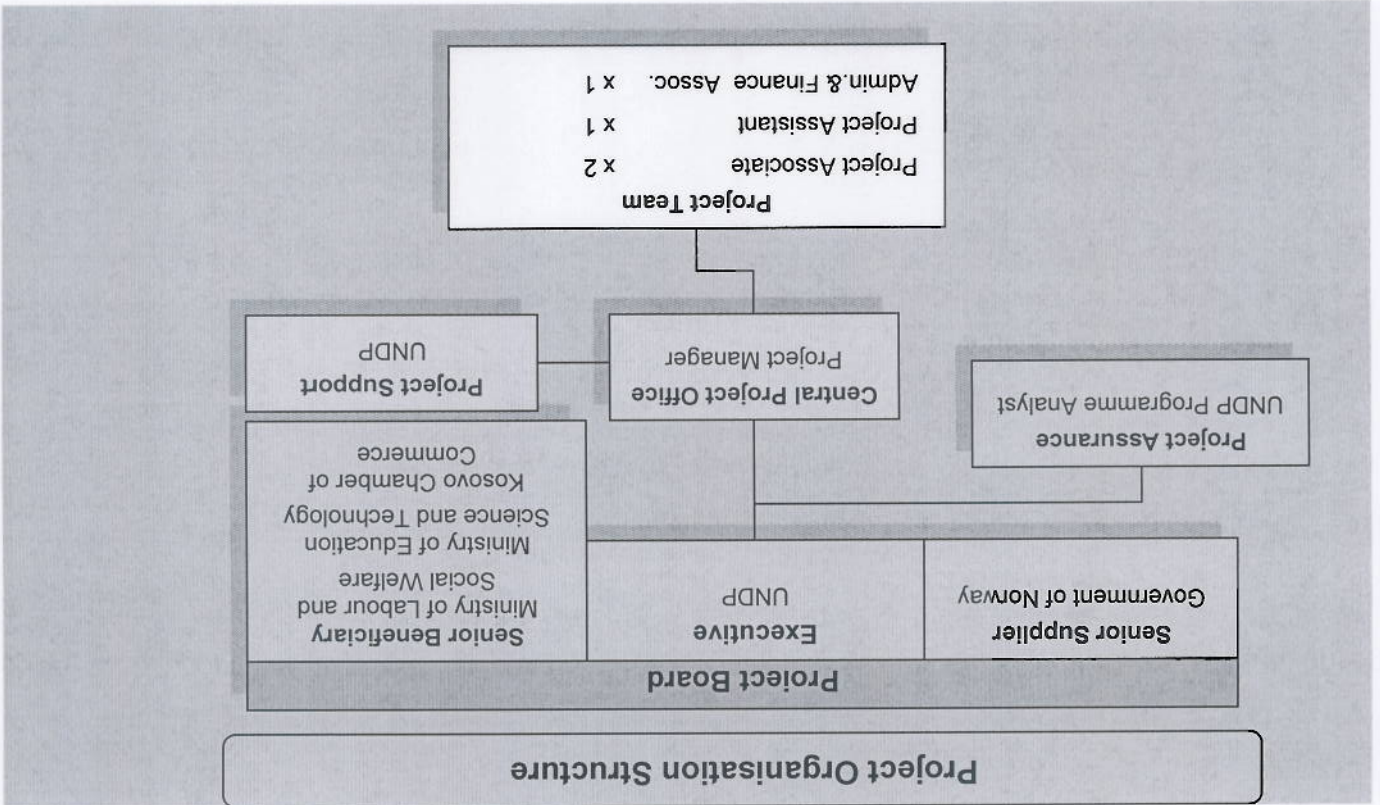 Project Organisation Structure
Project Board
Senior Supplier
Government of Norway
Executive
UNDP
Senior Beneficiary
Ministry of Labour and
Social Welfare
Ministry of Education
Science and Technology
Kosovo Chamber of
Commerce
Project Assurance
UNDP Programme Analyst
Central Project Office
Project Manager
Project Support
UNDP
Project Team
Project Associate x 2
Project Assistant x 1
Admin.& Finance Assoc. x 1